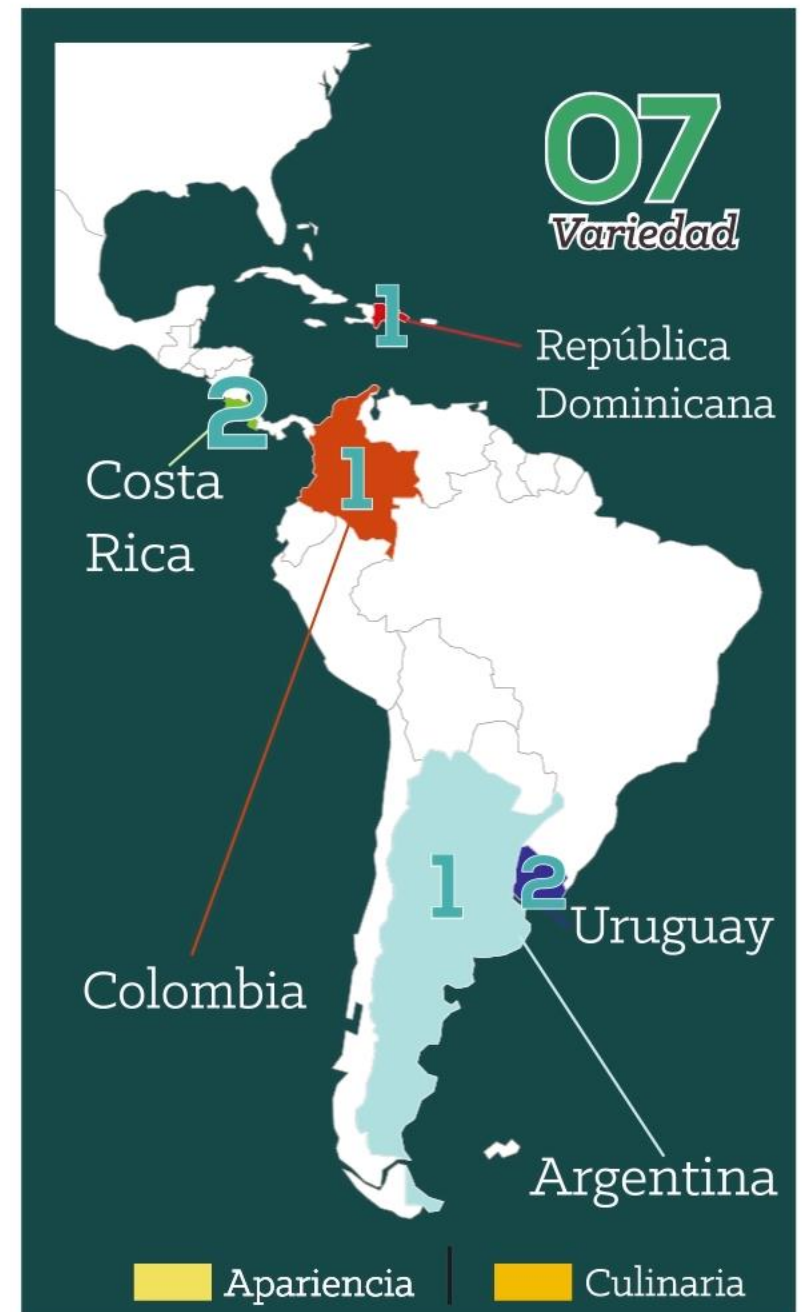 07
Variedad
1
República
Dominicana
2
Costa
Rica
1
1
2
Uruguay
Colombia
Argentina
Apariencia
Culinaria